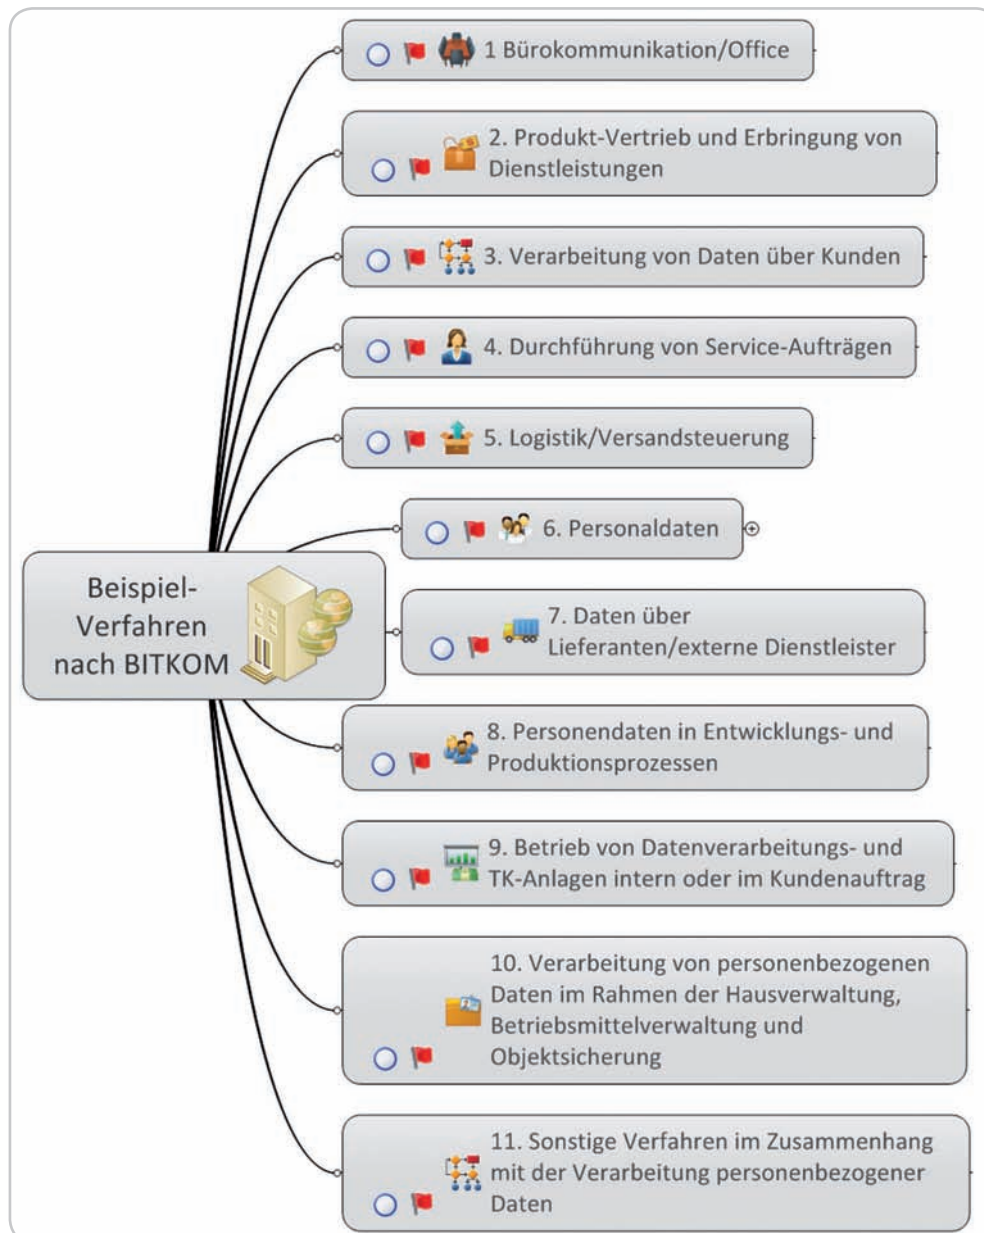 1 Bürokommunikation/Office
2. Produkt-Vertrieb und Erbringung von
Dienstleistungen
3. Verarbeitung von Daten über Kunden
4. Durchführung von Service-Aufträgen
5. Logistik/Versandsteuerung
6. Personaldaten
Beispiel-
Verfahren
nach BITKOM
7. Daten über
Lieferanten/externe Dienstleister
8. Personendaten in Entwicklungs- und
Produktionsprozessen
9. Betrieb von Datenverarbeitungs- und
TK-Anlagen intern oder im Kundenauftrag
10. Verarbeitung von personenbezogenen
Daten im Rahmen der Hausverwaltung,
Betriebsmittelverwaltung und
Objektsicherung
11. Sonstige Verfahren im Zusammenhang
mit der Verarbeitung personenbezogener
Daten